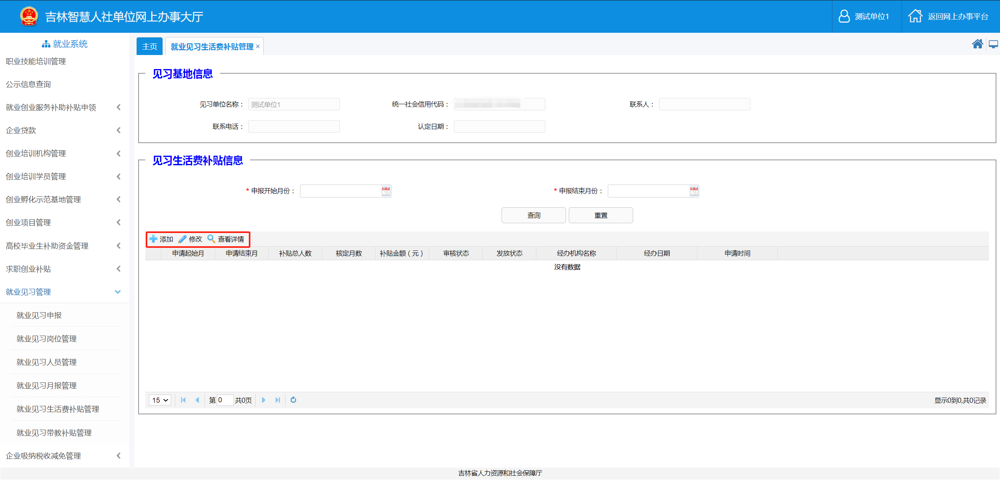 吉林智慧人社单位网上办事大厅
测试单位1
返回网上办事平台
就业系统
职业技能培训管理
公示信息查询
就业创业服务补助补贴申领
企业贷款
创业培训机构管理
创业培训学员管理
创业孵化示范基地管理
创业项目管理
高校毕业生补助资金管理
求职创业补贴
就业见习管理
就业见习申报
就业见习岗位管理
就业见习人员管理
就业见习月报管理
就业见习生活费补贴管理
就业见习带教补贴管理
企业吸纳税收减免管理
主页 就业见习生活费补贴管理 ×
见习基地信息
见习单位名称： 测试单位1 统一社会信用代码： 联系人：
联系电话： 认定日期：
见习生活费补贴信息
* 申报开始月份： * 申报结束月份：
查询 重置
添加 修改 查看详情
申请起始月 申请结束月 补贴总人数 核定月数 补贴金额（元） 审核状态 发放状态 经办机构名称 经办日期 申请时间
没有数据
15 第 0 共0页 显示0到0,共0记录
吉林省人力资源和社会保障厅